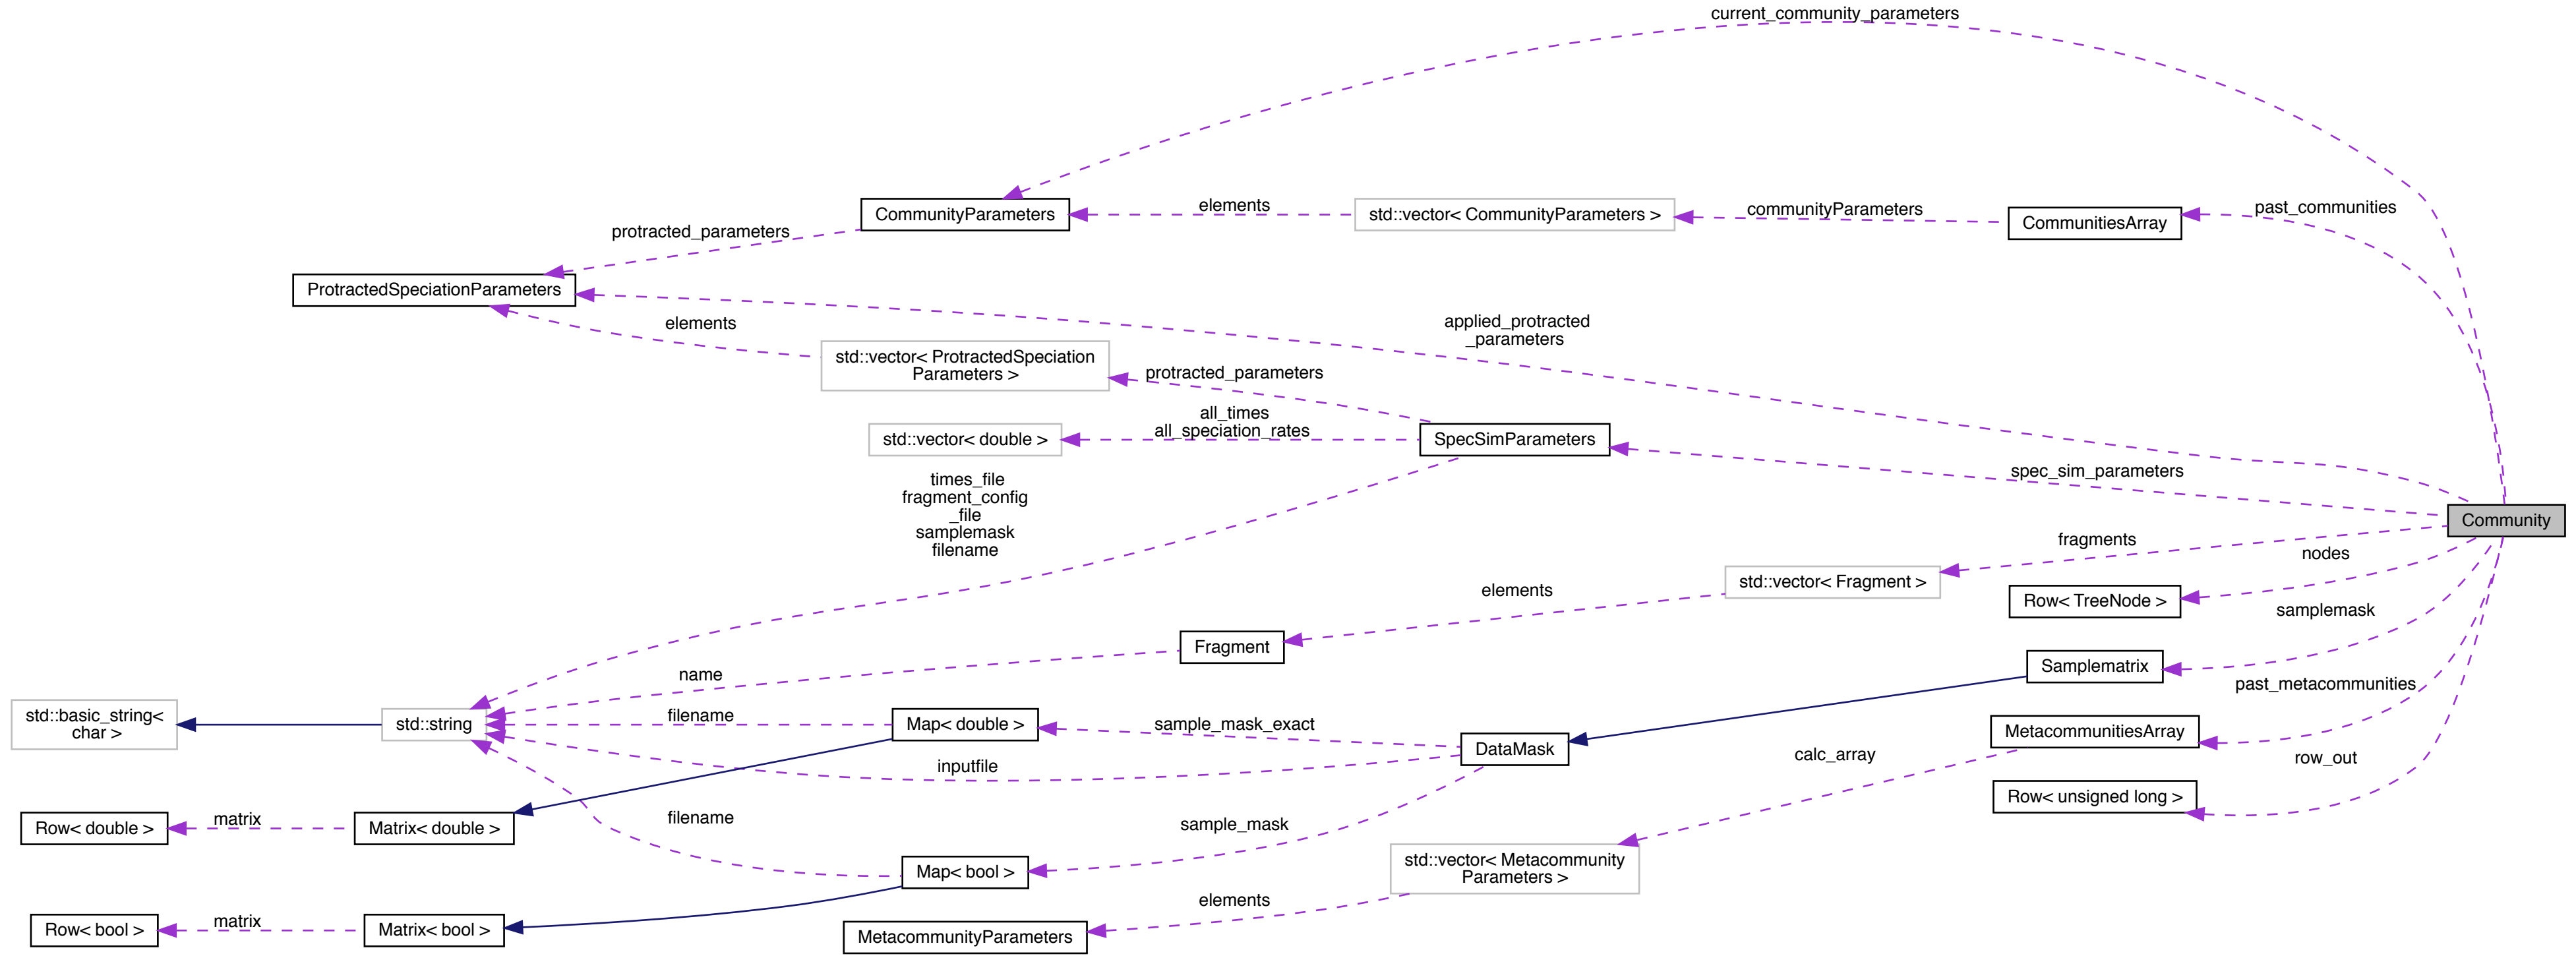 current_community_parameters
elements
communityParameters
past_communities
CommunityParameters
std::vector< CommunityParameters >
CommunitiesArray
protracted_parameters
ProtractedSpeciationParameters
elements
applied_protracted
_parameters
std::vector< ProtractedSpeciation
Parameters >
protracted_parameters
all_times
all_speciation_rates
std::vector< double >
SpecSimParameters
spec_sim_parameters
times_file
fragment_config
_file
samplemask
filename
Community
fragments
nodes
std::vector< Fragment >
elements
Row< TreeNode >
samplemask
Fragment
name
Samplematrix
past_metacommunities
std::basic_string<
char >
std::string
filename
Map< double >
sample_mask_exact
DataMask
MetacommunitiesArray
inputfile
calc_array
row_out
Row< unsigned long >
Row< double >
matrix
Matrix< double >
filename
sample_mask
Map< bool >
std::vector< Metacommunity
Parameters >
elements
Row< bool >
matrix
Matrix< bool >
MetacommunityParameters